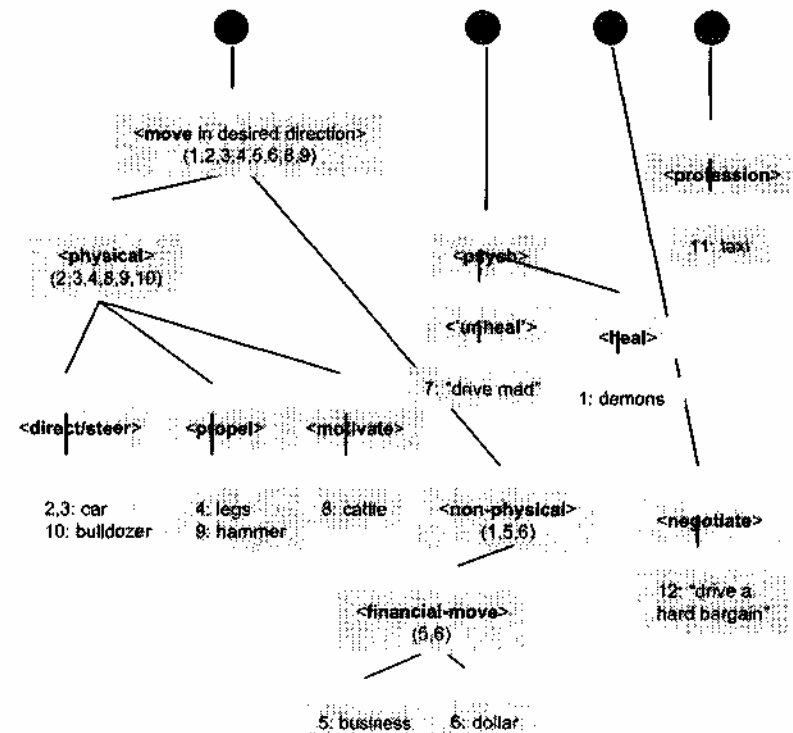 <move in desired direction>
(1,2,3,4,5,6,8,9)
<profession>
11: taxi
<physical>
(2,3,4,8,9,10)
<psych>
<"unheal">
<heal>
7: "drive mad"
1: demons
<direct/steer>
<propel>
<motivate>
2,3: car
10: bulldozer
4: legs
9: hammer
8: cattle
<non-physical>
(1,5,6)
<negotiate>
12: "drive a
hard bargain"
<financial-move>
(5,6)
5: business
6: dollar